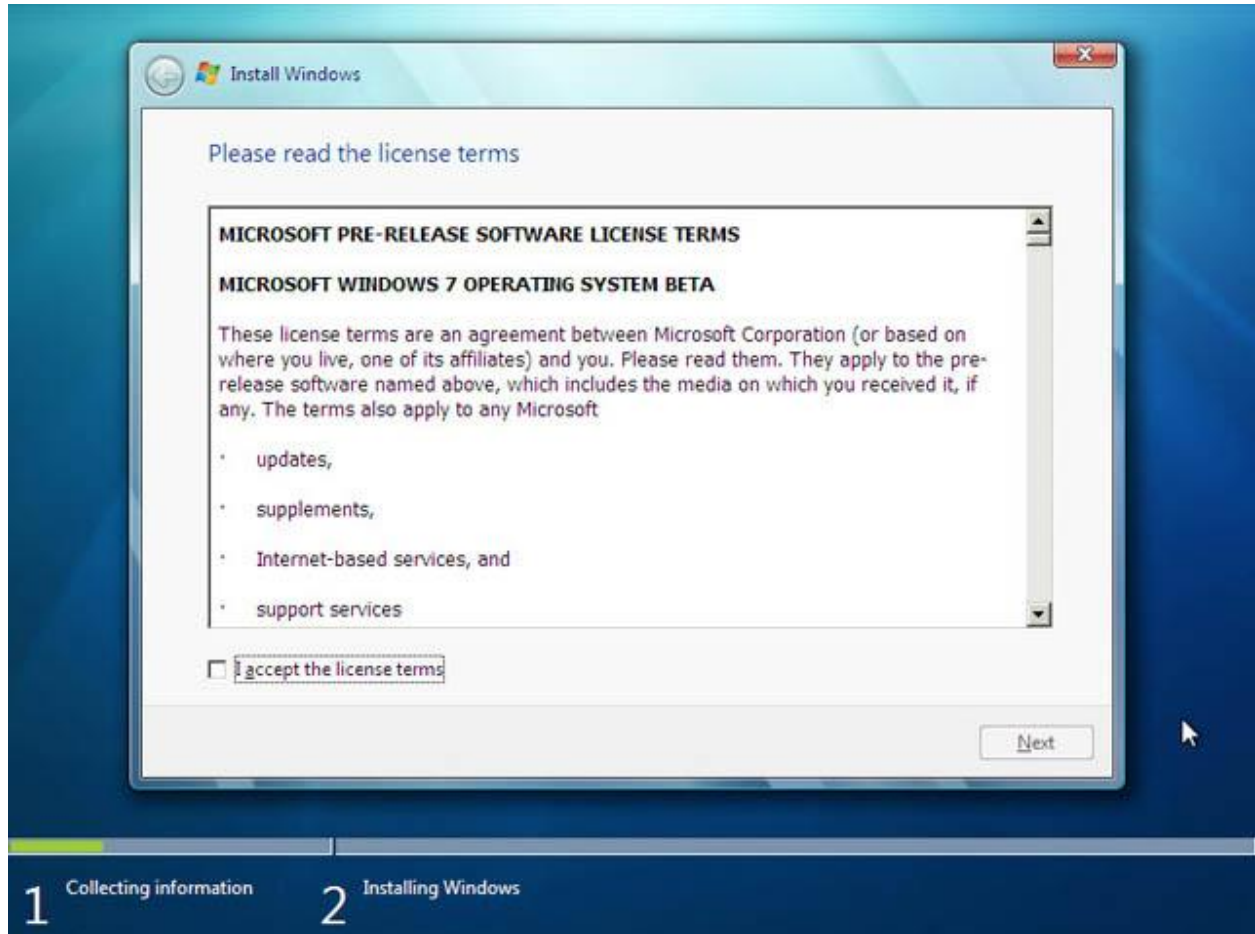 Install Windows
Please read the license terms
MICROSOFT PRE-RELEASE SOFTWARE LICENSE TERMS
MICROSOFT WINDOWS 7 OPERATING SYSTEM BETA
These license terms are an agreement between Microsoft Corporation (or based on
where you live, one of its affiliates) and you. Please read them. They apply to the pre-
release software named above, which includes the media on which you received it, if
any. The terms also apply to any Microsoft
· updates,
· supplements,
· Internet-based services, and
· support services
I accept the license terms
Next
1 Collecting information 2 Installing Windows